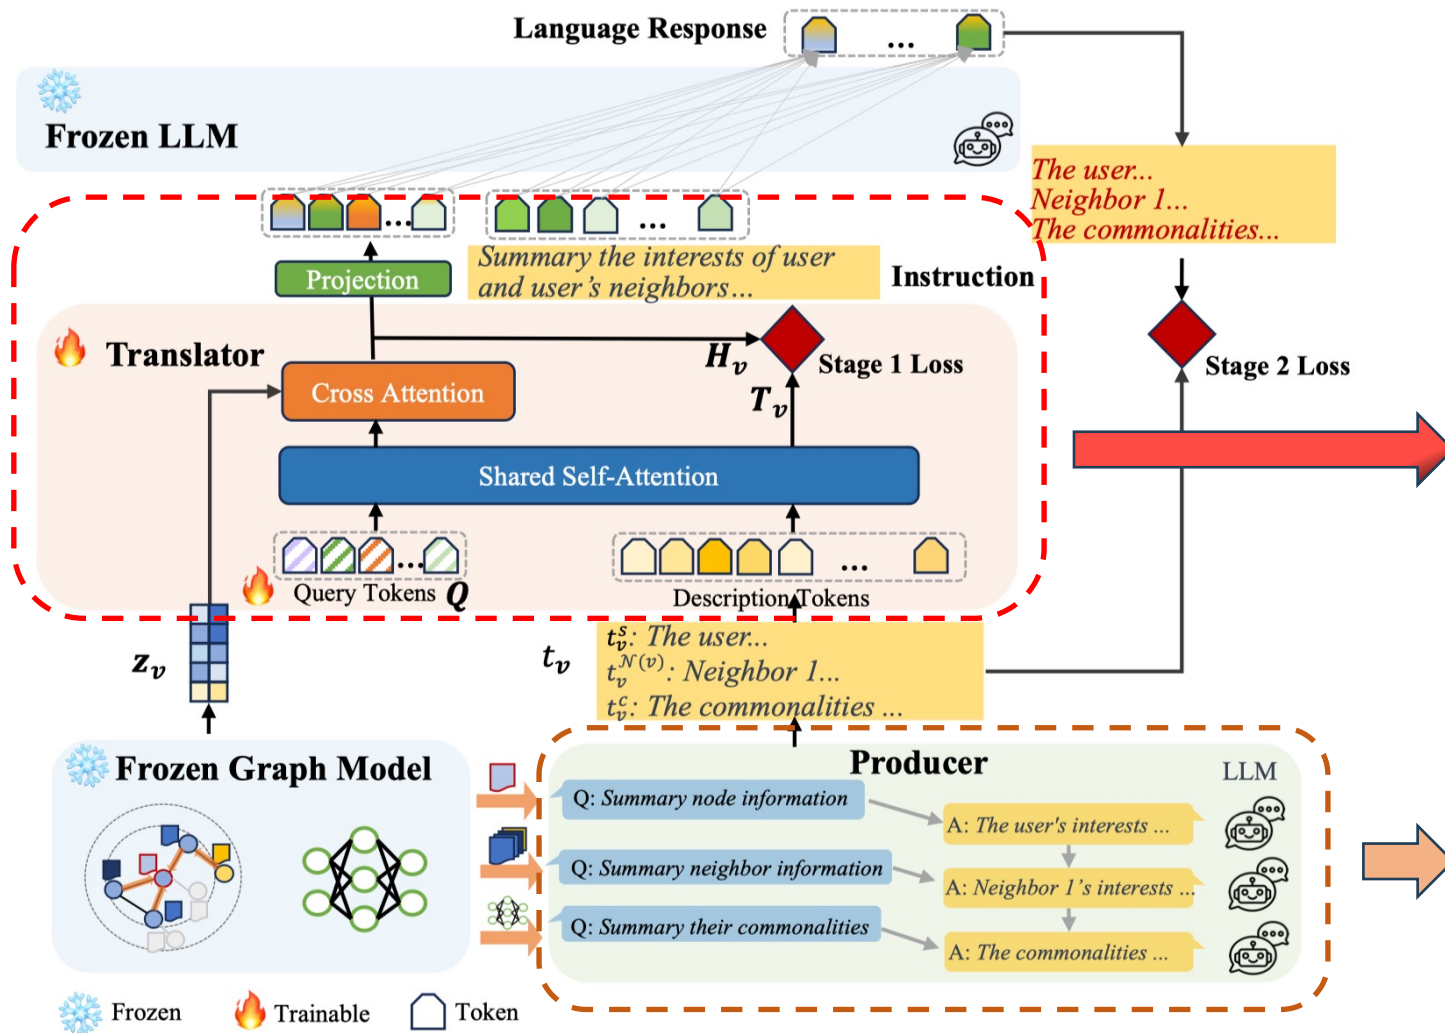 Language Response
...
Frozen LLM
The user...
Neighbor 1...
The commonalities...
...
...
Projection
Summary the interests of user
and user's neighbors...
Instruction
Translator
H_v
Stage 1 Loss
Stage 2 Loss
Cross Attention
T_v
Shared Self-Attention
...
...
Query Tokens Q
Description Tokens
z_v
t_v
t_v^s: The user...
t_v^{𝒩(v)}: Neighbor 1...
t_v^c: The commonalities ...
Frozen Graph Model
Producer
LLM
Q: Summary node information
A: The user's interests ...
Q: Summary neighbor information
A: Neighbor 1's interests ...
Q: Summary their commonalities
A: The commonalities ...
Frozen
Trainable
Token